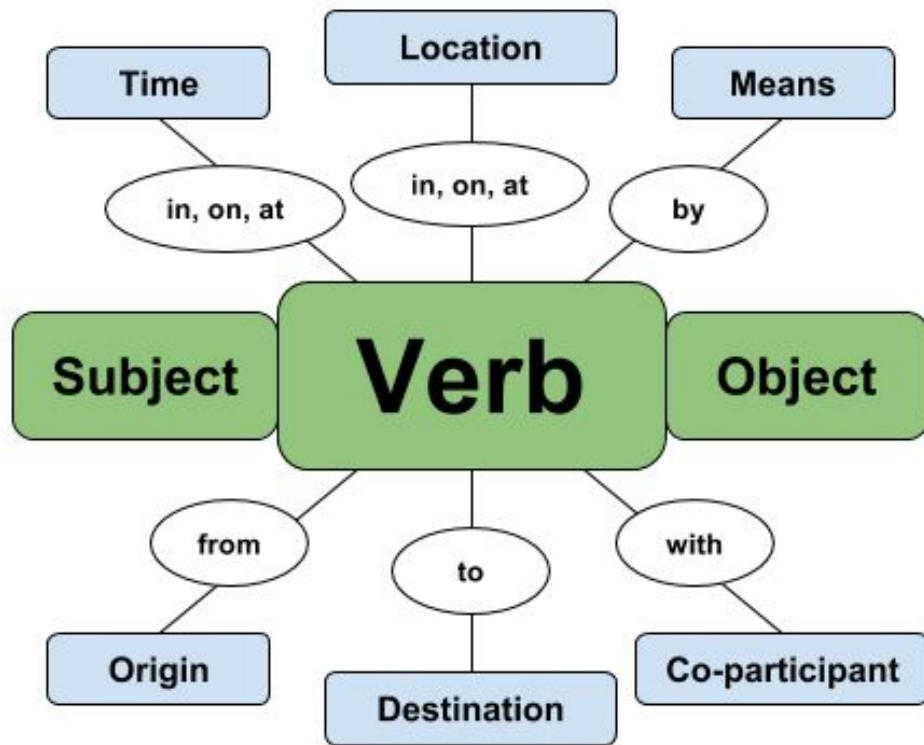 Time
Location
Means
in, on, at
in, on, at
by
Subject
Verb
Object
from
to
with
Origin
Destination
Co-participant